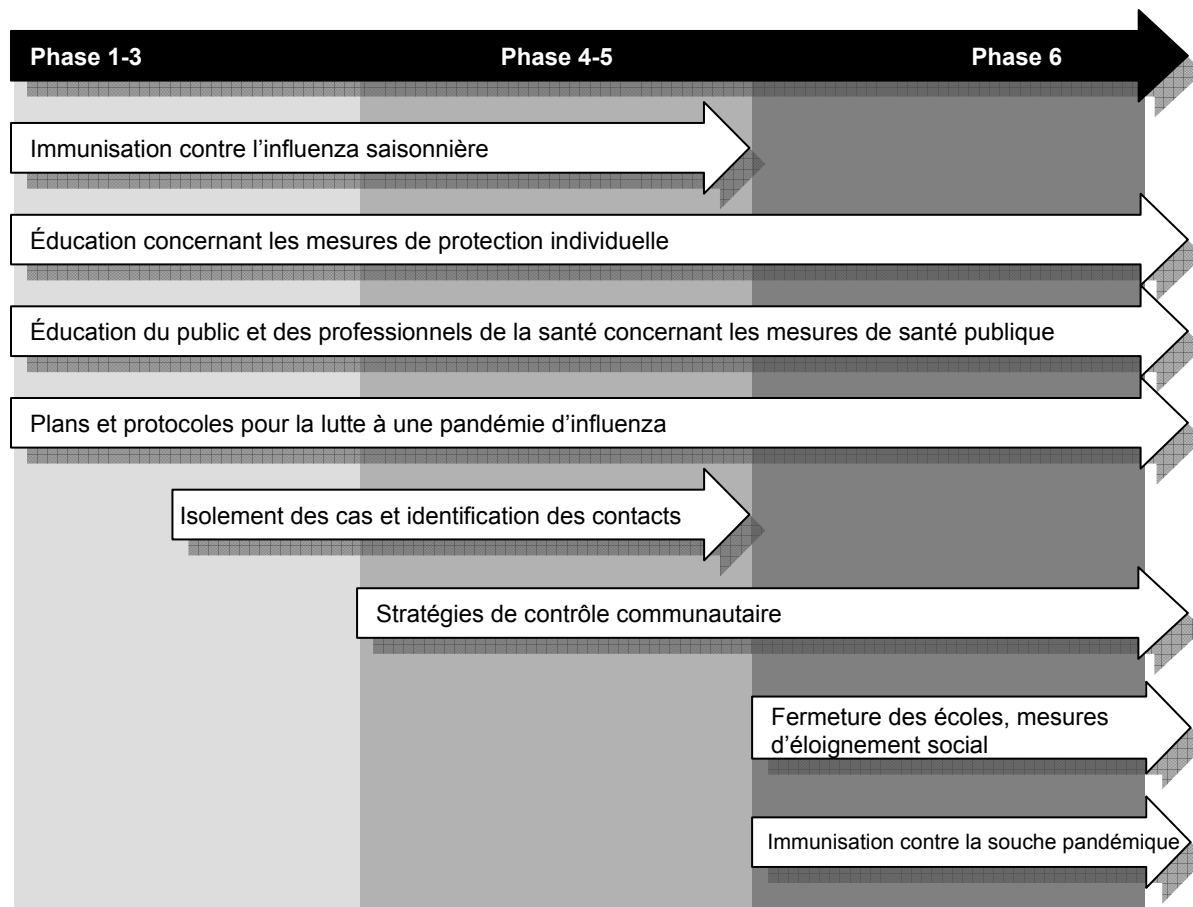 Phase 1-3 Phase 4-5 Phase 6
Immunisation contre l’influenza saisonnière
Éducation concernant les mesures de protection individuelle
Éducation du public et des professionnels de la santé concernant les mesures de santé publique
Plans et protocoles pour la lutte à une pandémie d’influenza
Isolement des cas et identification des contacts
Stratégies de contrôle communautaire
Fermeture des écoles, mesures
d’éloignement social
Immunisation contre la souche pandémique